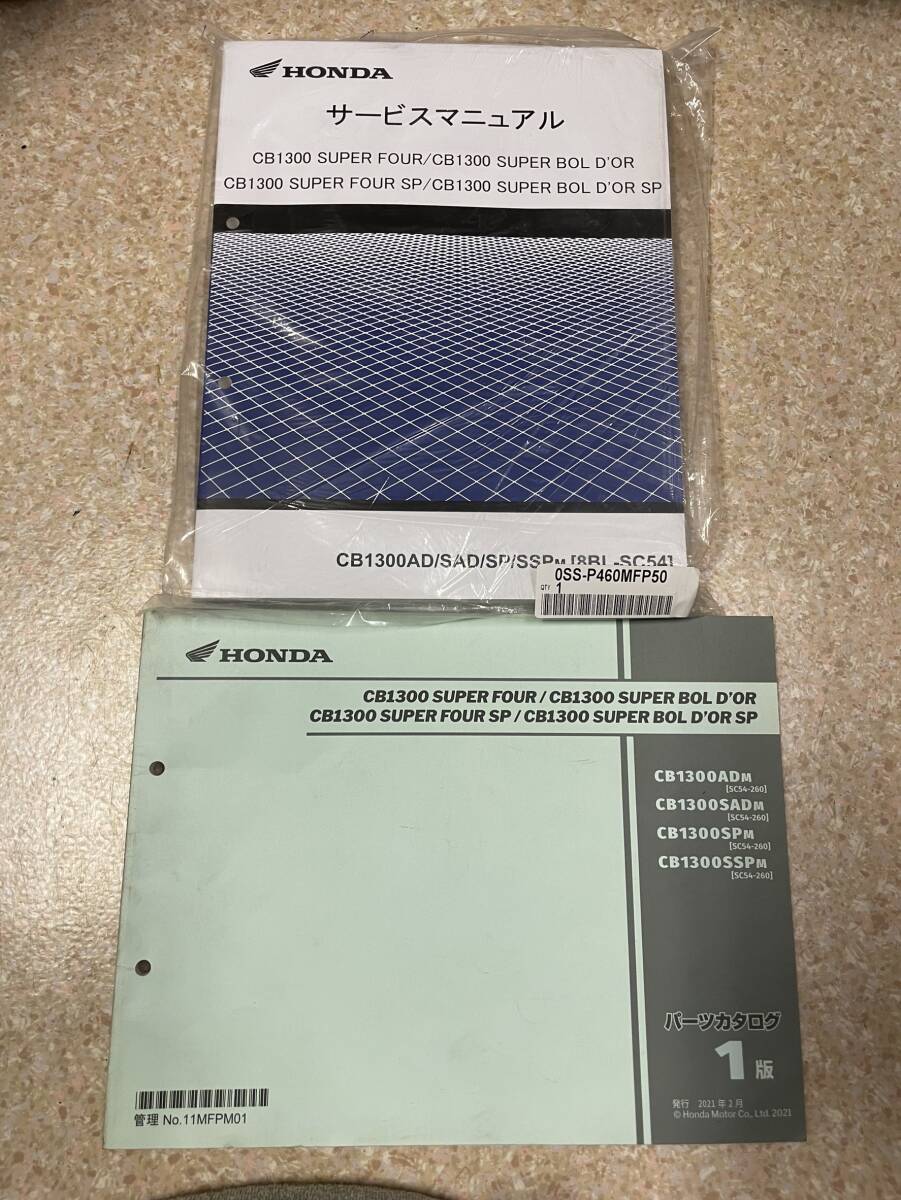 HONDA
サービスマニュアル
CB1300 SUPER FOUR/CB1300 SUPER BOL D'OR
CB1300 SUPER FOUR SP/CB1300 SUPER BOL D'OR SP
CB1300AD/SAD/SP/SSPM [8BL-SC54]
0SS-P460MFP50
QTY 1
HONDA
CB1300 SUPER FOUR / CB1300 SUPER BOL D'OR
CB1300 SUPER FOUR SP / CB1300 SUPER BOL D'OR SP
CB1300ADM
[SC54-260]
CB1300SADM
[SC54-260]
CB1300SPM
[SC54-260]
CB1300SSPM
[SC54-260]
パーツカタログ
1版
発行 2021年2月
© Honda Motor Co., Ltd. 2021
管理 No.11MFPM01